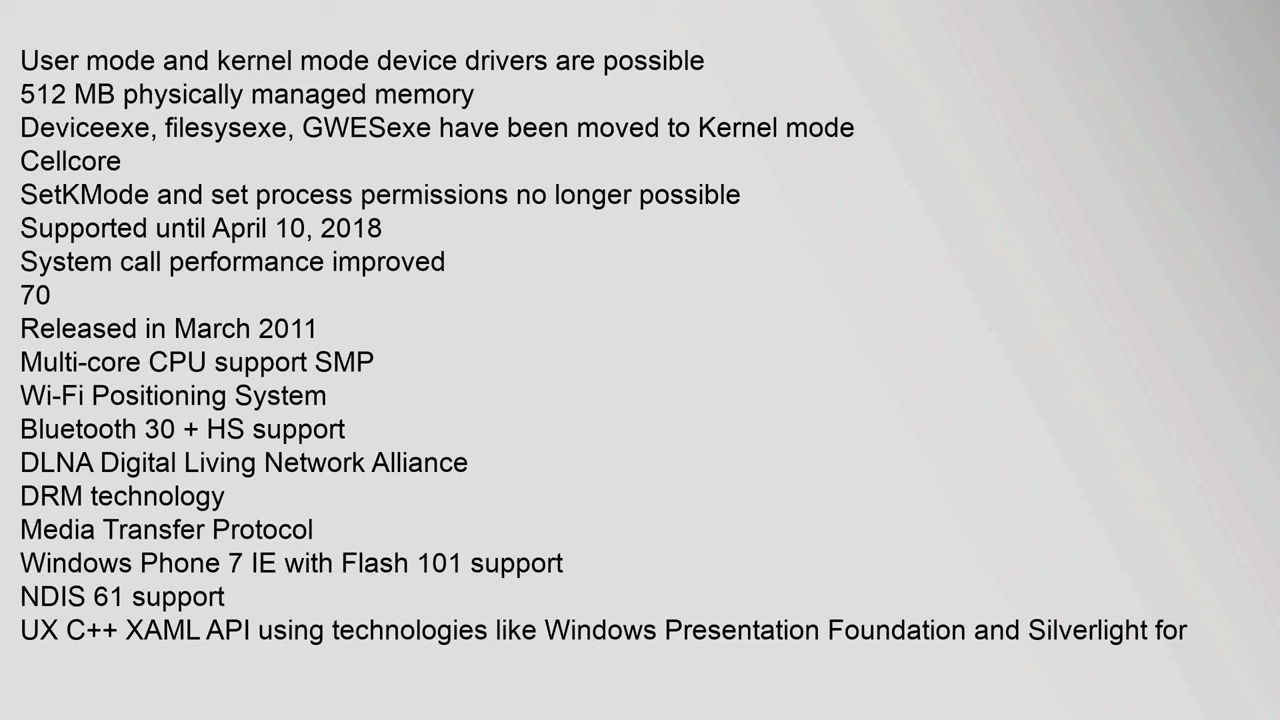 User mode and kernel mode device drivers are possible
512 MB physically managed memory
Deviceexe, filesysexe, GWESexe have been moved to Kernel mode
Cellcore
SetKMode and set process permissions no longer possible
Supported until April 10, 2018
System call performance improved
70
Released in March 2011
Multi-core CPU support SMP
Wi-Fi Positioning System
Bluetooth 30 + HS support
DLNA Digital Living Network Alliance
DRM technology
Media Transfer Protocol
Windows Phone 7 IE with Flash 101 support
NDIS 61 support
UX C++ XAML API using technologies like Windows Presentation Foundation and Silverlight for